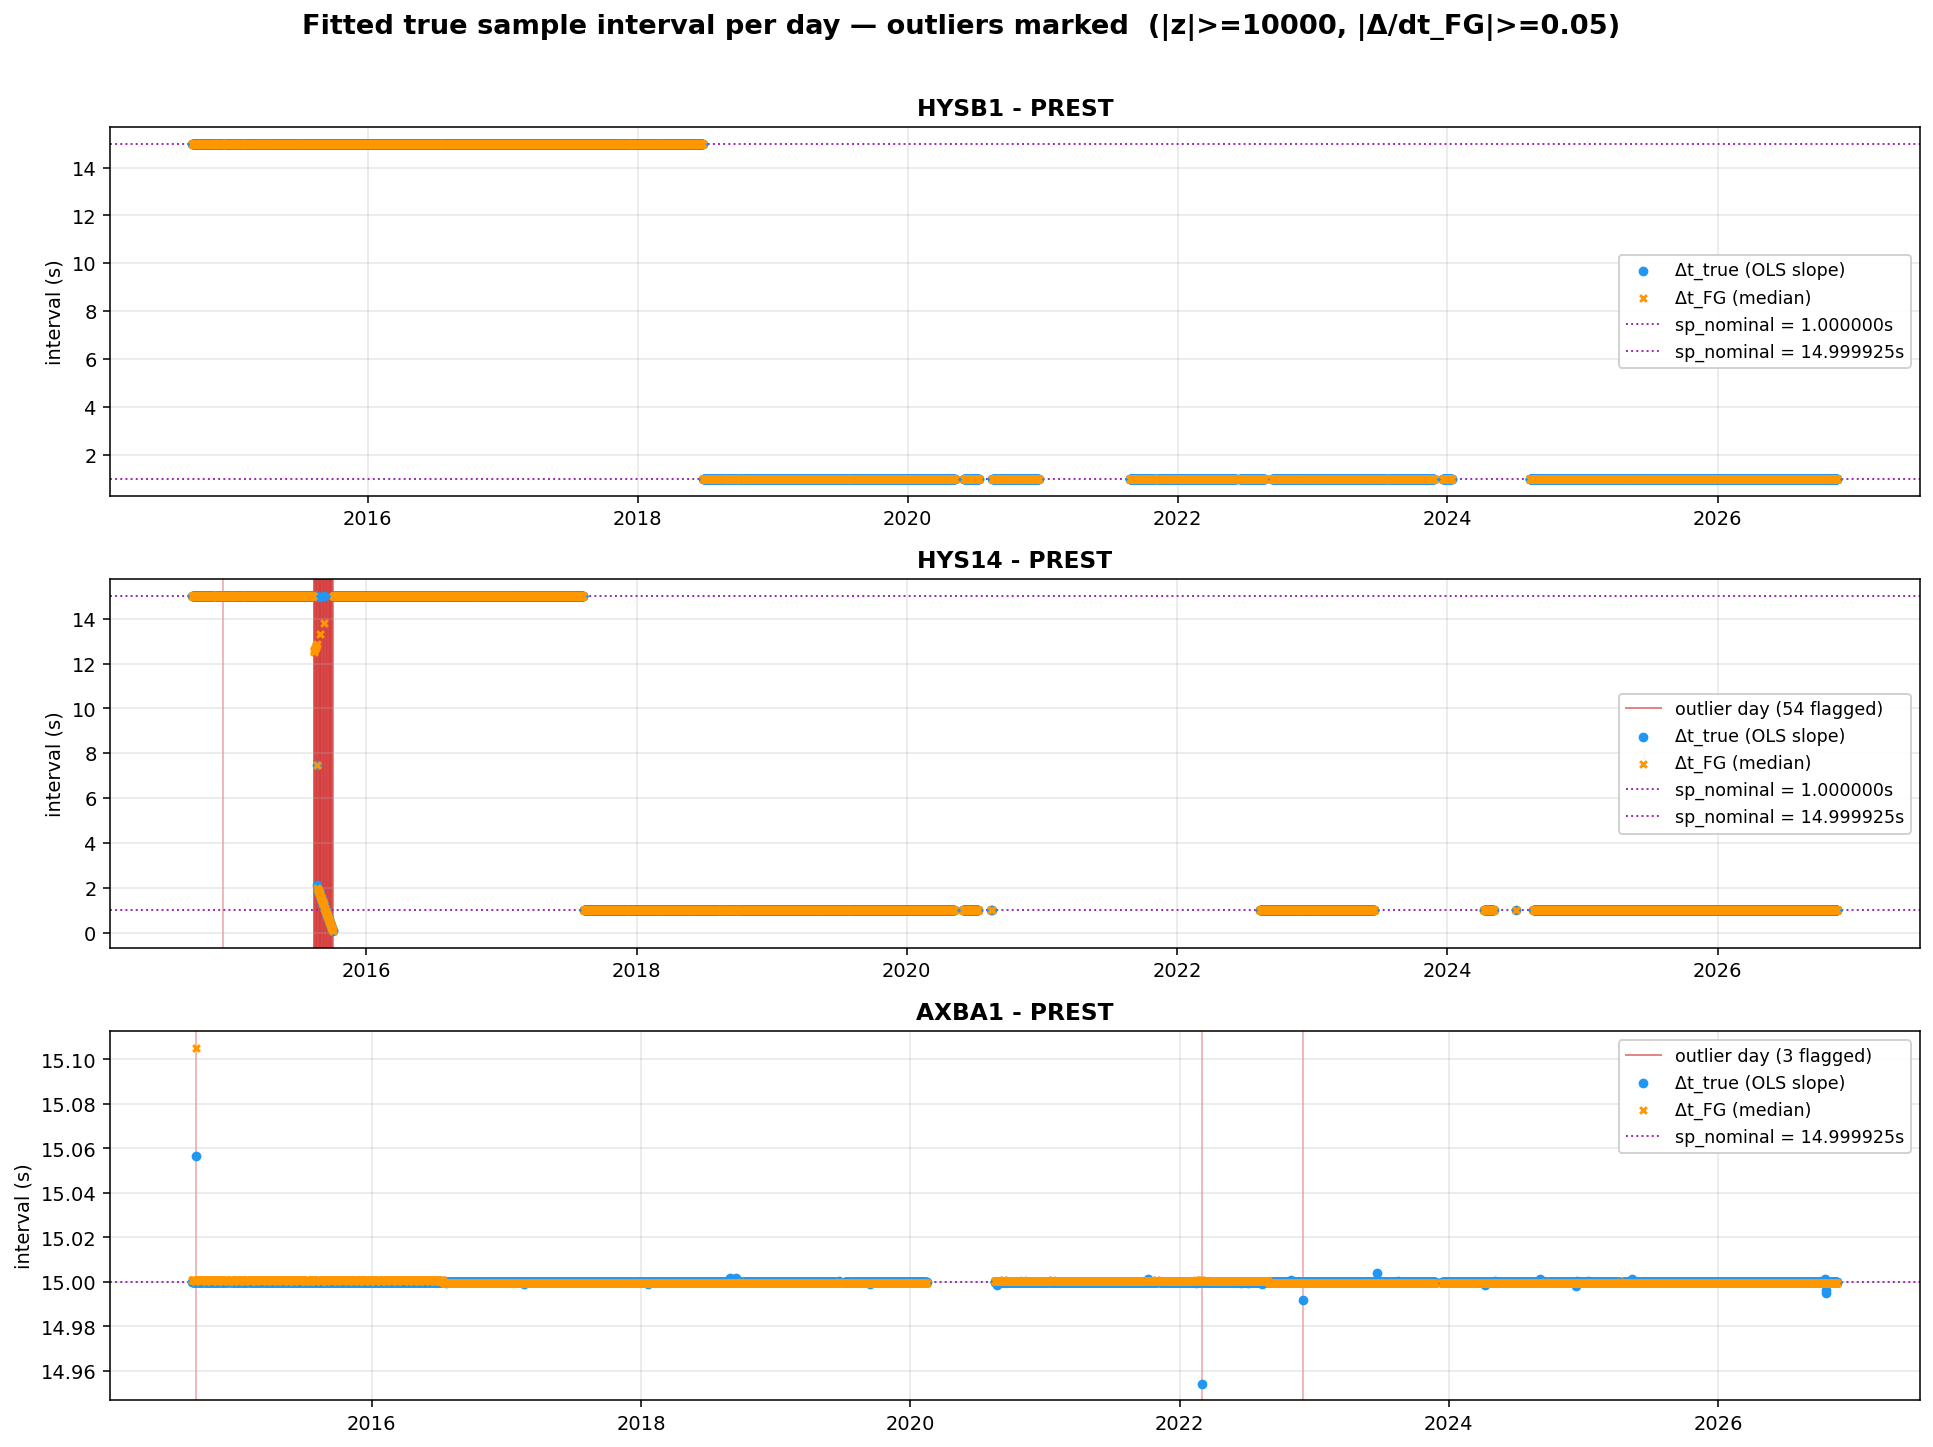 Fitted true sample interval per day — outliers marked  (|z|>=10000, |Δ/dt_FG|>=0.05)
HYSB1 - PREST
interval (s)
14
12
10
8
6
4
2
Δt_true (OLS slope)
Δt_FG (median)
sp_nominal = 1.000000s
sp_nominal = 14.999925s
2016 2018 2020 2022 2024 2026
HYS14 - PREST
interval (s)
14
12
10
8
6
4
2
0
outlier day (54 flagged)
Δt_true (OLS slope)
Δt_FG (median)
sp_nominal = 1.000000s
sp_nominal = 14.999925s
2016 2018 2020 2022 2024 2026
AXBA1 - PREST
interval (s)
15.10
15.08
15.06
15.04
15.02
15.00
14.98
14.96
outlier day (3 flagged)
Δt_true (OLS slope)
Δt_FG (median)
sp_nominal = 14.999925s
2016 2018 2020 2022 2024 2026